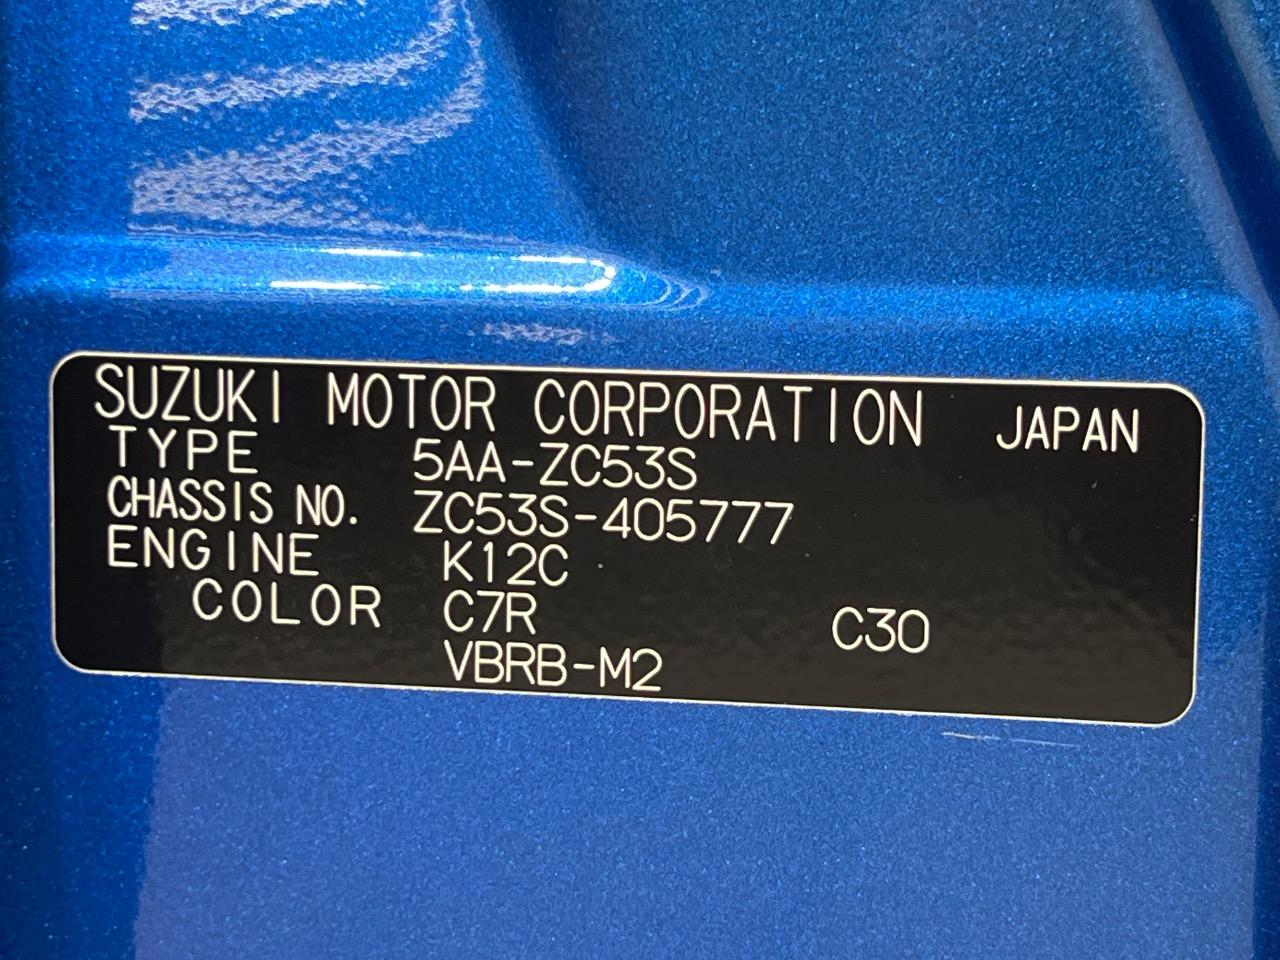 SUZUKI MOTOR CORPORATION JAPAN
TYPE 5AA-ZC53S
CHASSIS NO. ZC53S-405777
ENGINE K12C
COLOR C7R C30
VBRB-M2